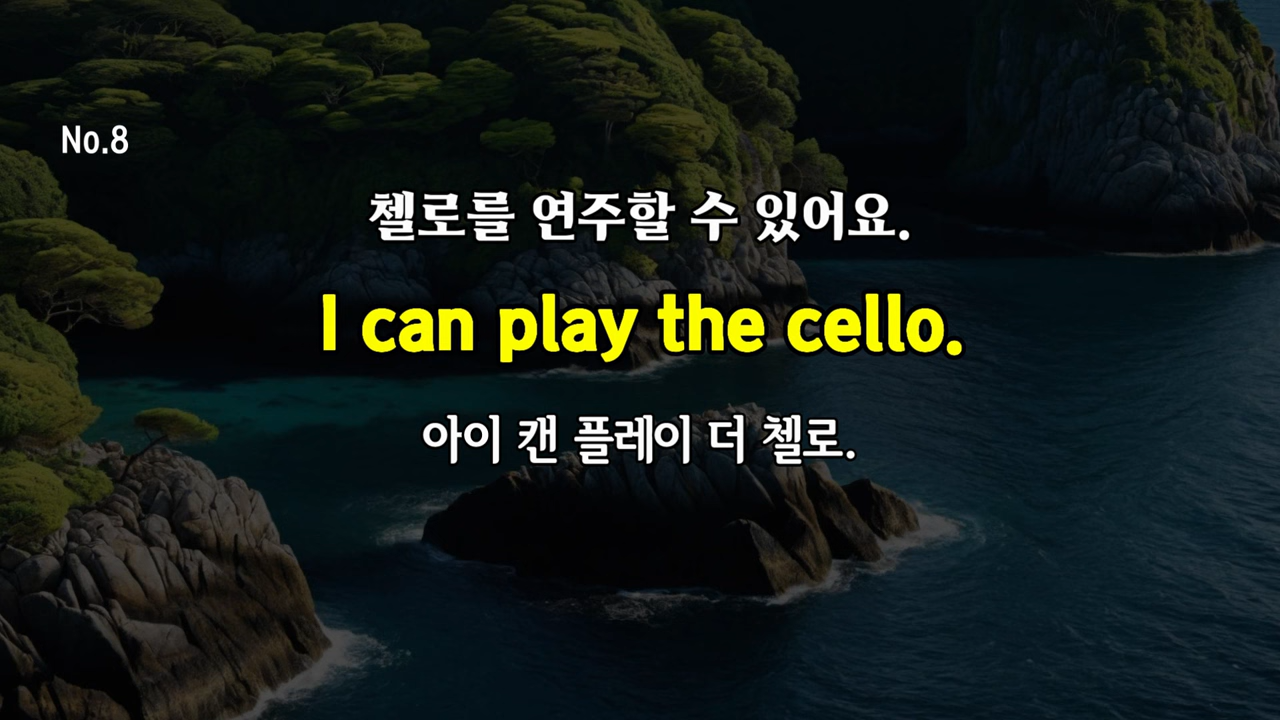 No.8
첼로를 연주할 수 있어요.
I can play the cello.
아이 캔 플레이 더 첼로.